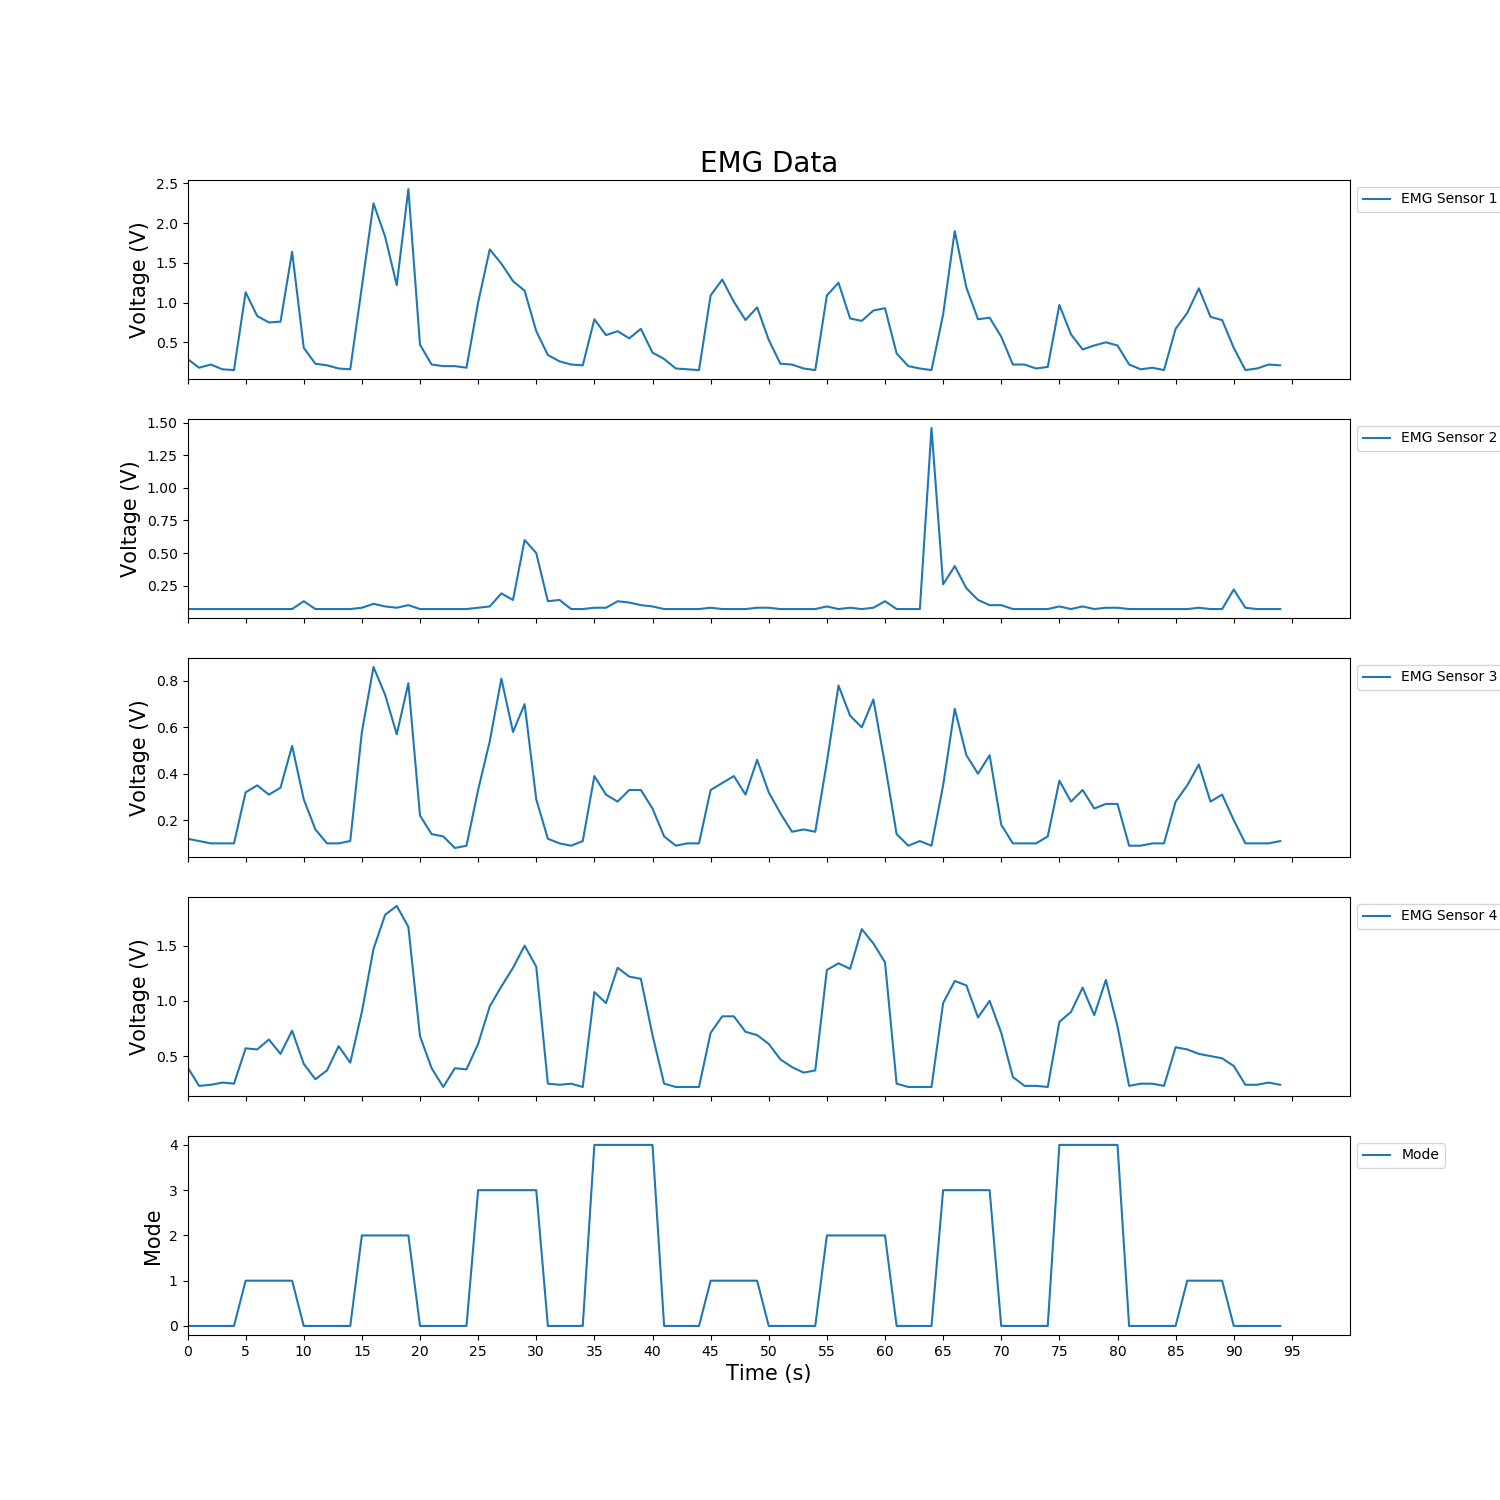 EMG Data
2.5
2.0
1.5
1.0
0.5
Voltage (V)
EMG Sensor 1
1.50
1.25
1.00
0.75
0.50
0.25
Voltage (V)
EMG Sensor 2
0.8
0.6
0.4
0.2
Voltage (V)
EMG Sensor 3
1.5
1.0
0.5
Voltage (V)
EMG Sensor 4
4
3
2
1
0
Mode
Mode
0 5 10 15 20 25 30 35 40 45 50 55 60 65 70 75 80 85 90 95
Time (s)